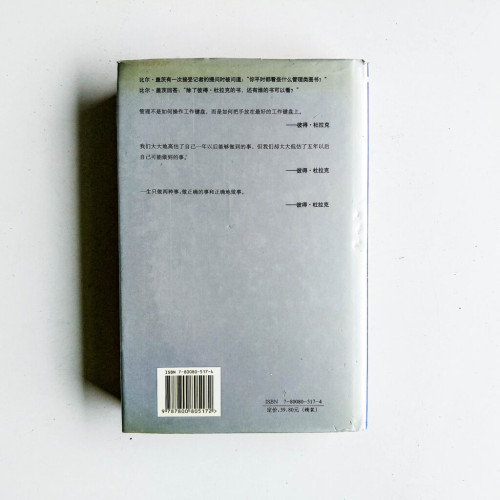 比尔·盖茨有一次接受记者的提问时被问道："你平时都看些什么管理类图书？"
比尔·盖茨回答："除了彼得·杜拉克的书，还有谁的书可以看？"
管理不是如何操作工作键盘，而是如何把手放在最好的工作键盘上。
——彼得·杜拉克
我们大大地高估了自己一年以后能够做到的事，但我们却大大低估了五年以后
自己可能做到的事。
——彼得·杜拉克
一生只做两种事，做正确的事和正确地做事。
——彼得·杜拉克
ISBN 7-80080-517-4
9 787800 805172
ISBN 7-80080-517-4
定价：39.80元（精装）